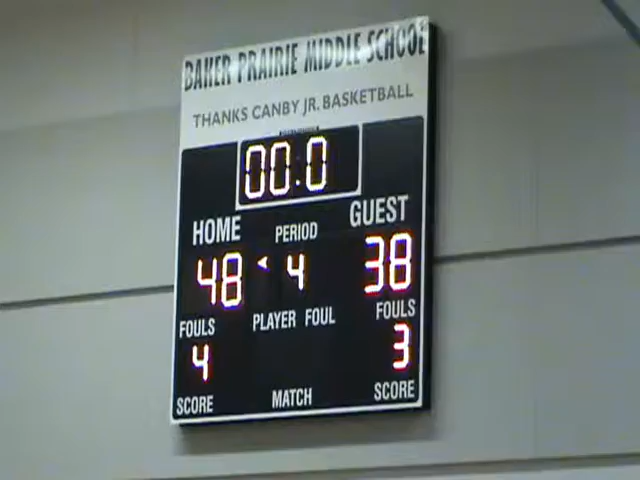 BAKER PRAIRIE MIDDLE SCHOOL
THANKS CANBY JR. BASKETBALL
00:0
HOME PERIOD GUEST
48 4 38
FOULS PLAYER FOUL FOULS
4 3
SCORE MATCH SCORE